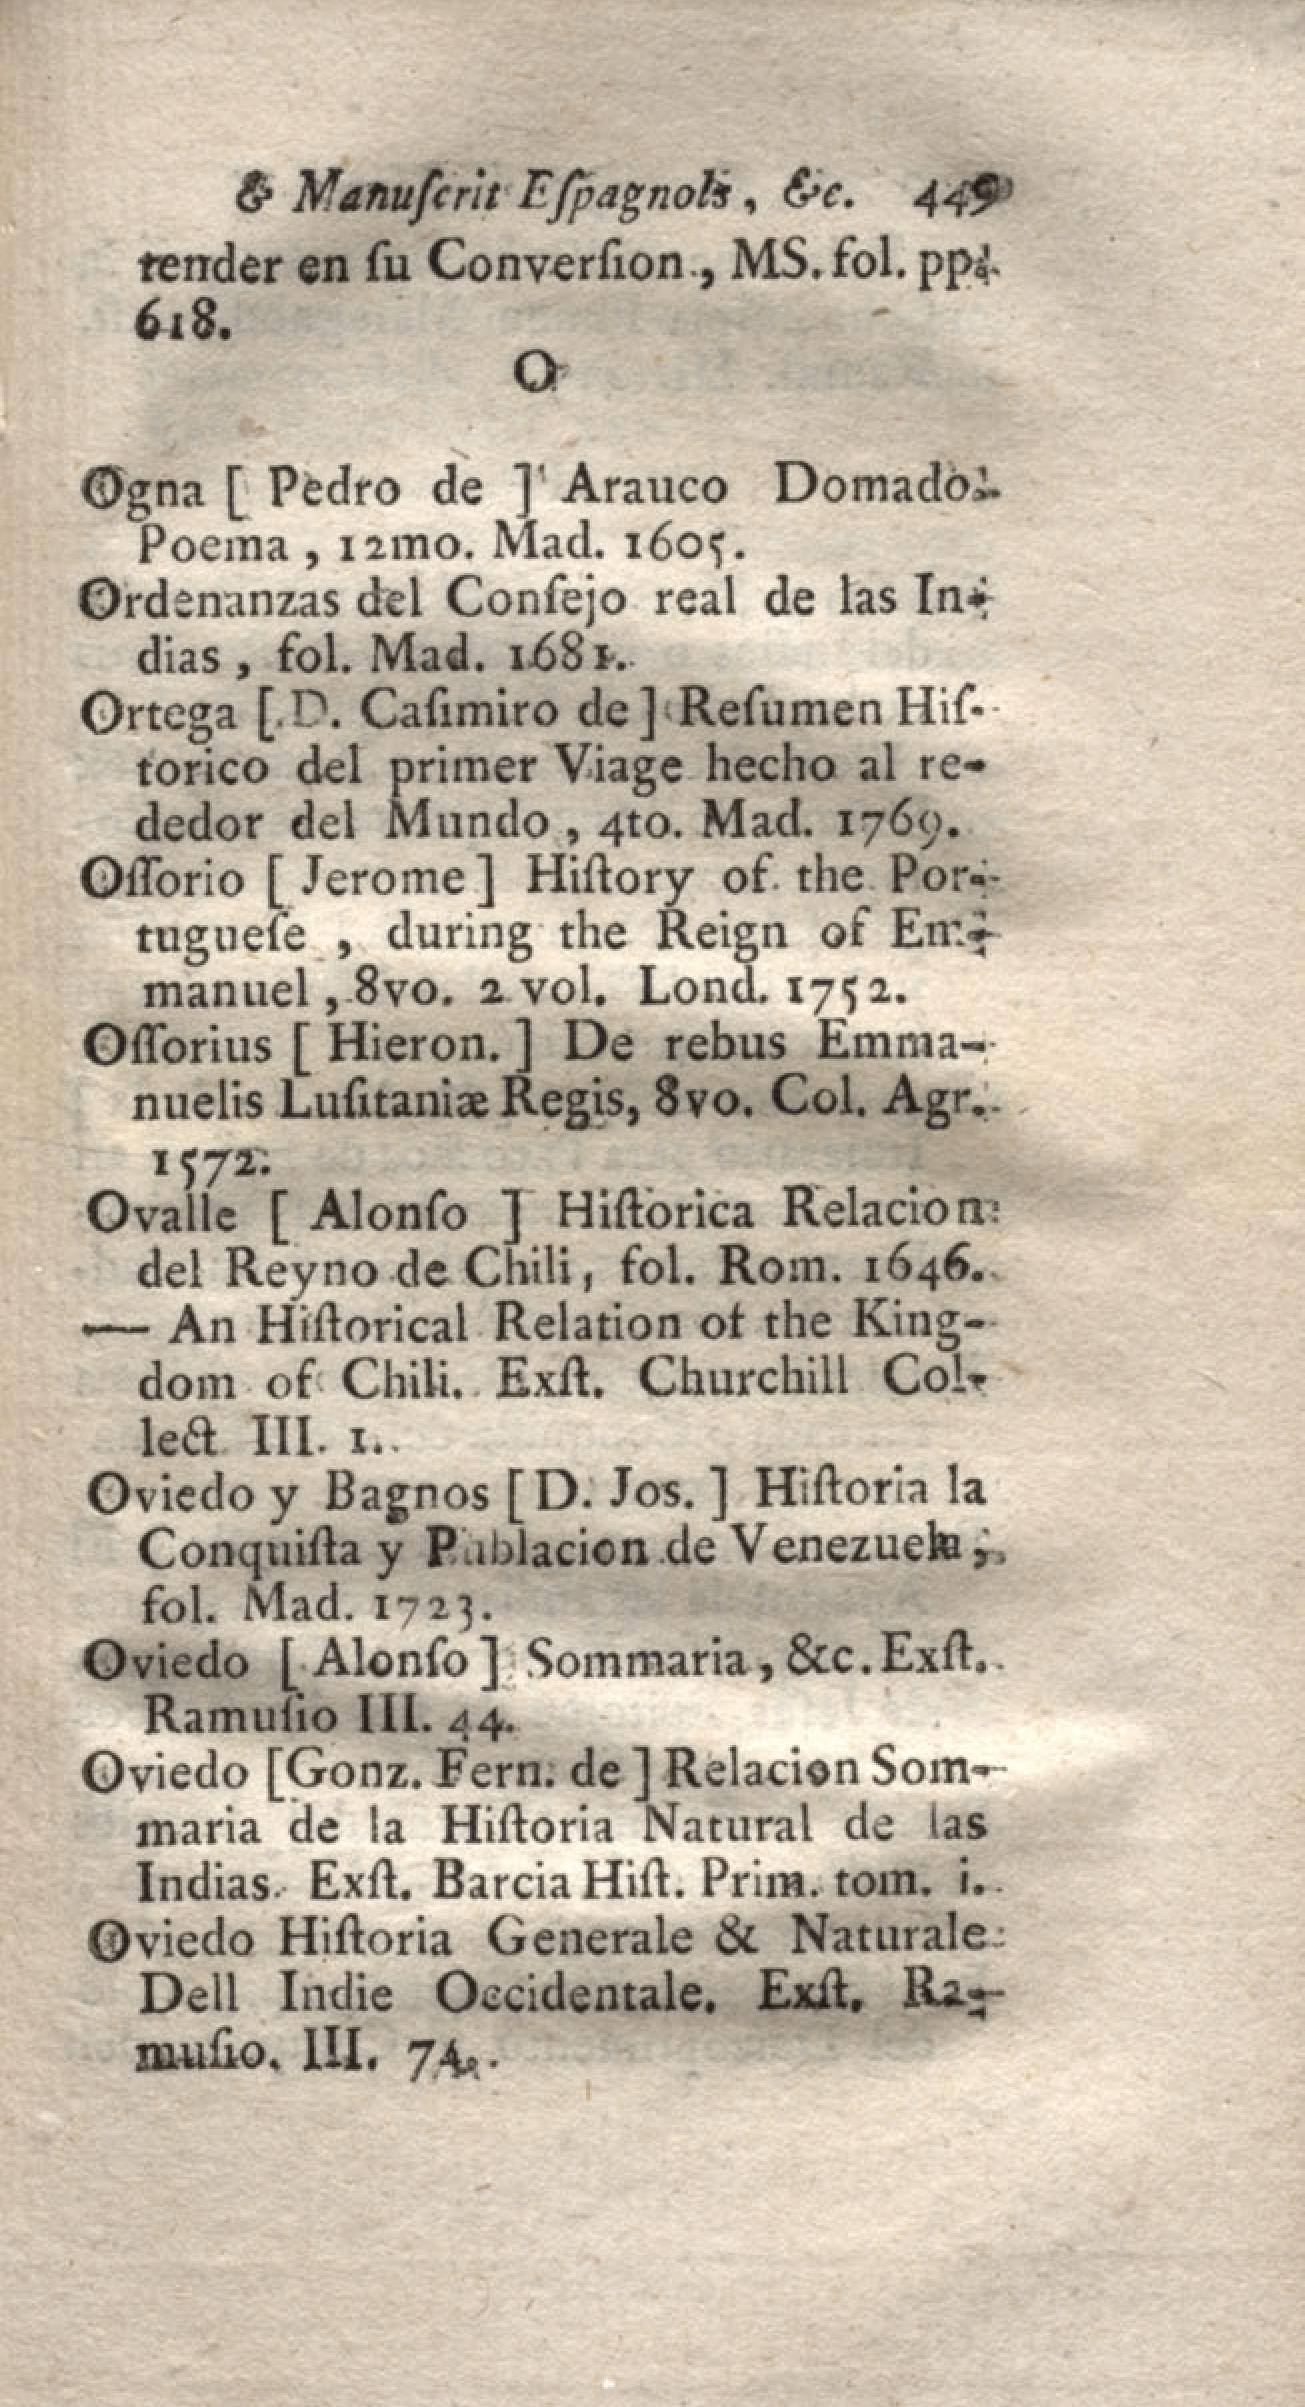 & Manuſcrit Eſpagnols, &c. 449
tender en ſu Converſion, MS. fol. pp.
618.
O
Ogna [ Pedro de ] Arauco Domado.
Poema, 12mo. Mad. 1605.
Ordenanzas del Conſejo real de las In-
dias, fol. Mad. 1681.
Ortega [ D. Caſimiro de ] Reſumen Hiſ-
torico del primer Viage hecho al re-
dedor del Mundo, 4to. Mad. 1769.
Oſſorio [ Jerome ] Hiſtory of the Por-
tugueſe, during the Reign of Em-
manuel, 8vo. 2 vol. Lond. 1752.
Oſſorius [ Hieron. ] De rebus Emma-
nuelis Luſitaniæ Regis, 8vo. Col. Agr.
1572.
Ovalle [ Alonſo ] Hiſtorica Relacion
del Reyno de Chili, fol. Rom. 1646.
— An Hiſtorical Relation of the King-
dom of Chili. Exſt. Churchill Col-
lect III. 1.
Oviedo y Bagnos [ D. Jos. ] Hiſtoria la
Conquiſta y Publacion de Venezuela,
fol. Mad. 1723.
Oviedo [ Alonſo ] Sommaria, &c. Exſt.
Ramuſio III. 44.
Oviedo [ Gonz. Fern. de ] Relacion Som-
maria de la Hiſtoria Natural de las
Indias. Exſt. Barcia Hiſt. Prim. tom. i.
Oviedo Hiſtoria Generale & Naturale
Dell Indie Occidentale. Exſt. Ra-
muſio. III. 74.